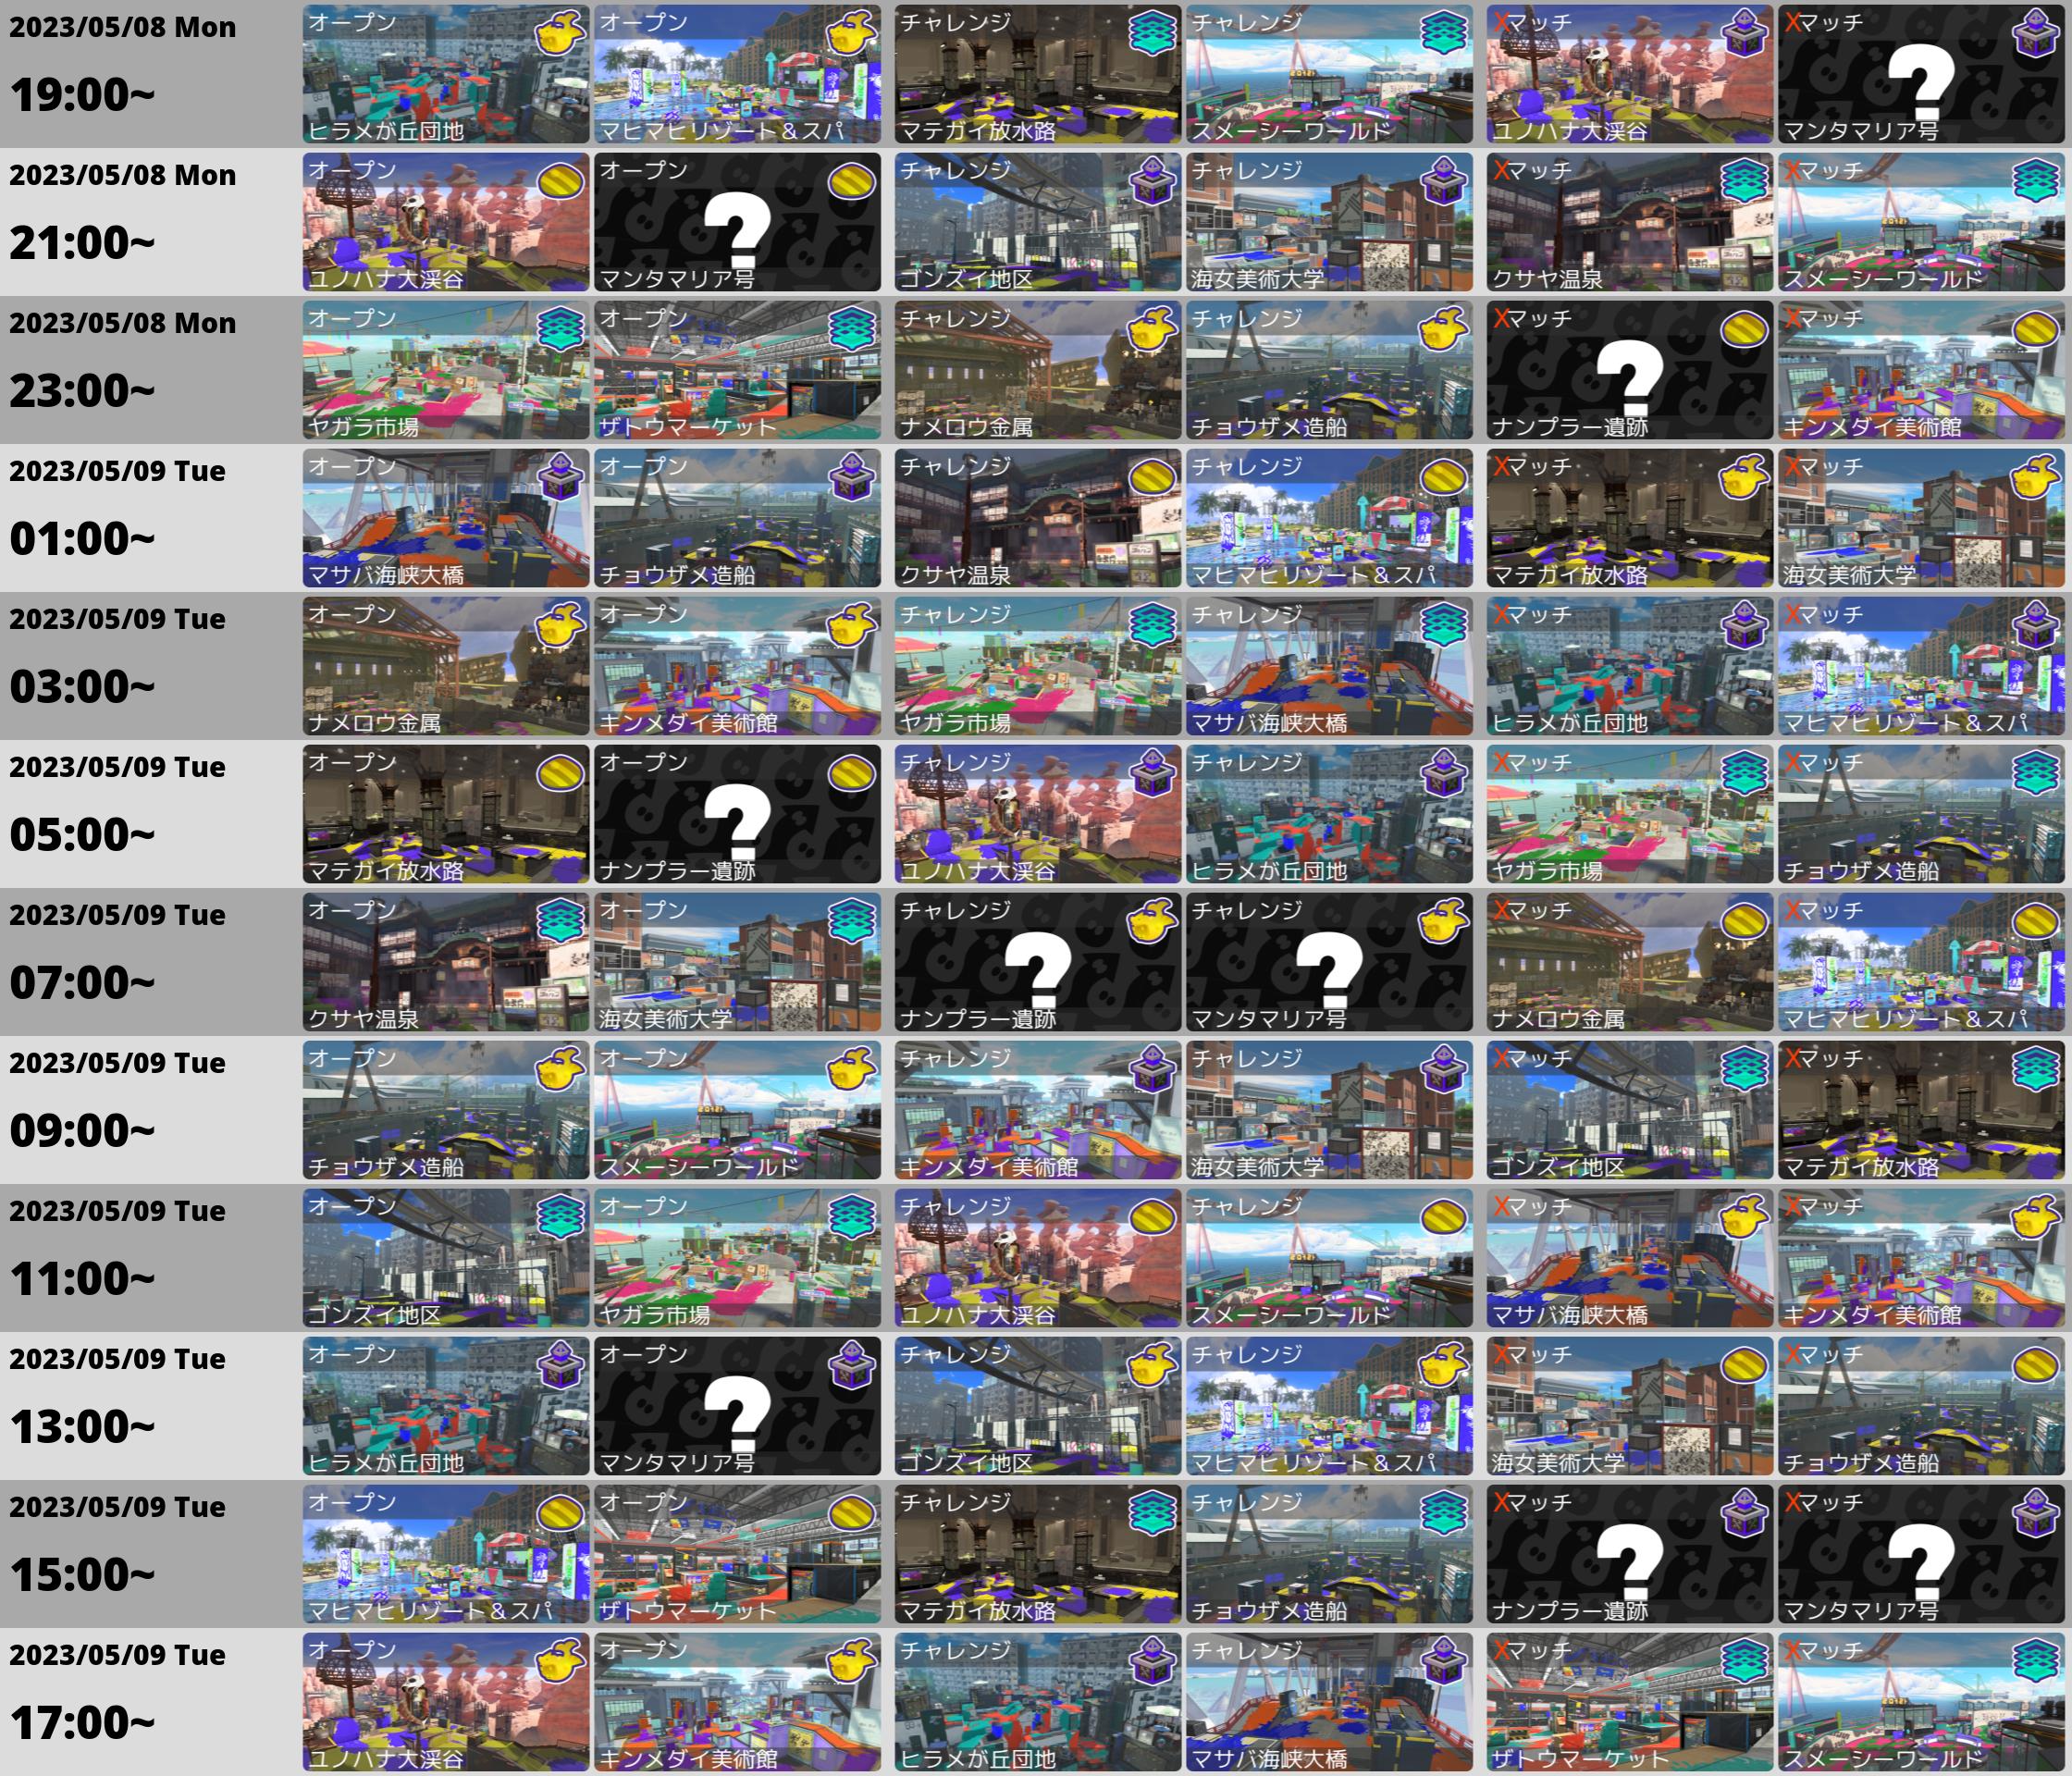 2023/05/08 Mon
19:00~
オープン オープン チャレンジ チャレンジ Xマッチ Xマッチ
ヒラメが丘団地 マヒマヒリゾート＆スパ マテガイ放水路 スメーシーワールド ユノハナ大渓谷 マンタマリア号
2023/05/08 Mon
21:00~
オープン オープン チャレンジ チャレンジ Xマッチ Xマッチ
ユノハナ大渓谷 マンタマリア号 ゴンズイ地区 海女美術大学 クサヤ温泉 スメーシーワールド
2023/05/08 Mon
23:00~
オープン オープン チャレンジ チャレンジ Xマッチ Xマッチ
ヤガラ市場 ザトウマーケット ナメロウ金属 チョウザメ造船 ナンプラー遺跡 キンメダイ美術館
2023/05/09 Tue
01:00~
オープン オープン チャレンジ チャレンジ Xマッチ Xマッチ
マサバ海峡大橋 チョウザメ造船 クサヤ温泉 マヒマヒリゾート＆スパ マテガイ放水路 海女美術大学
2023/05/09 Tue
03:00~
オープン オープン チャレンジ チャレンジ Xマッチ Xマッチ
ナメロウ金属 キンメダイ美術館 ヤガラ市場 マサバ海峡大橋 ヒラメが丘団地 マヒマヒリゾート＆スパ
2023/05/09 Tue
05:00~
オープン オープン チャレンジ チャレンジ Xマッチ Xマッチ
マテガイ放水路 ナンプラー遺跡 ユノハナ大渓谷 ヒラメが丘団地 ヤガラ市場 チョウザメ造船
2023/05/09 Tue
07:00~
オープン オープン チャレンジ チャレンジ Xマッチ Xマッチ
クサヤ温泉 海女美術大学 ナンプラー遺跡 マンタマリア号 ナメロウ金属 マヒマヒリゾート＆スパ
2023/05/09 Tue
09:00~
オープン オープン チャレンジ チャレンジ Xマッチ Xマッチ
チョウザメ造船 スメーシーワールド キンメダイ美術館 海女美術大学 ゴンズイ地区 マテガイ放水路
2023/05/09 Tue
11:00~
オープン オープン チャレンジ チャレンジ Xマッチ Xマッチ
ゴンズイ地区 ヤガラ市場 ユノハナ大渓谷 スメーシーワールド マサバ海峡大橋 キンメダイ美術館
2023/05/09 Tue
13:00~
オープン オープン チャレンジ チャレンジ Xマッチ Xマッチ
ヒラメが丘団地 マンタマリア号 ゴンズイ地区 マヒマヒリゾート＆スパ 海女美術大学 チョウザメ造船
2023/05/09 Tue
15:00~
オープン オープン チャレンジ チャレンジ Xマッチ Xマッチ
マヒマヒリゾート＆スパ ザトウマーケット マテガイ放水路 チョウザメ造船 ナンプラー遺跡 マンタマリア号
2023/05/09 Tue
17:00~
オープン オープン チャレンジ チャレンジ Xマッチ Xマッチ
ユノハナ大渓谷 キンメダイ美術館 ヒラメが丘団地 マサバ海峡大橋 ザトウマーケット スメーシーワールド